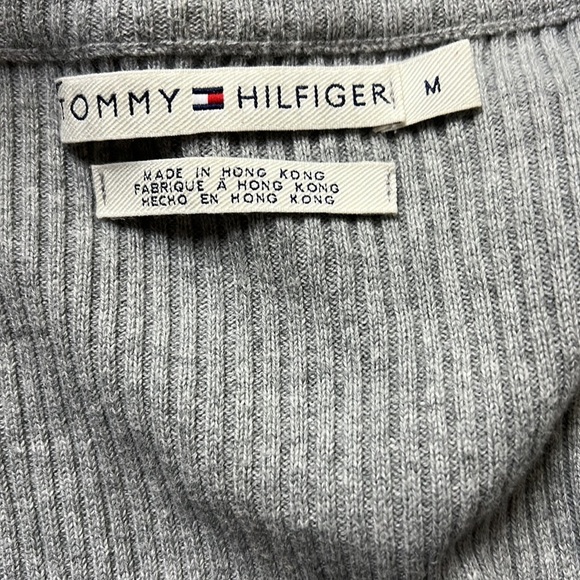 TOMMY HILFIGER M
MADE IN HONG KONG
FABRIQUE À HONG KONG
HECHO EN HONG KONG